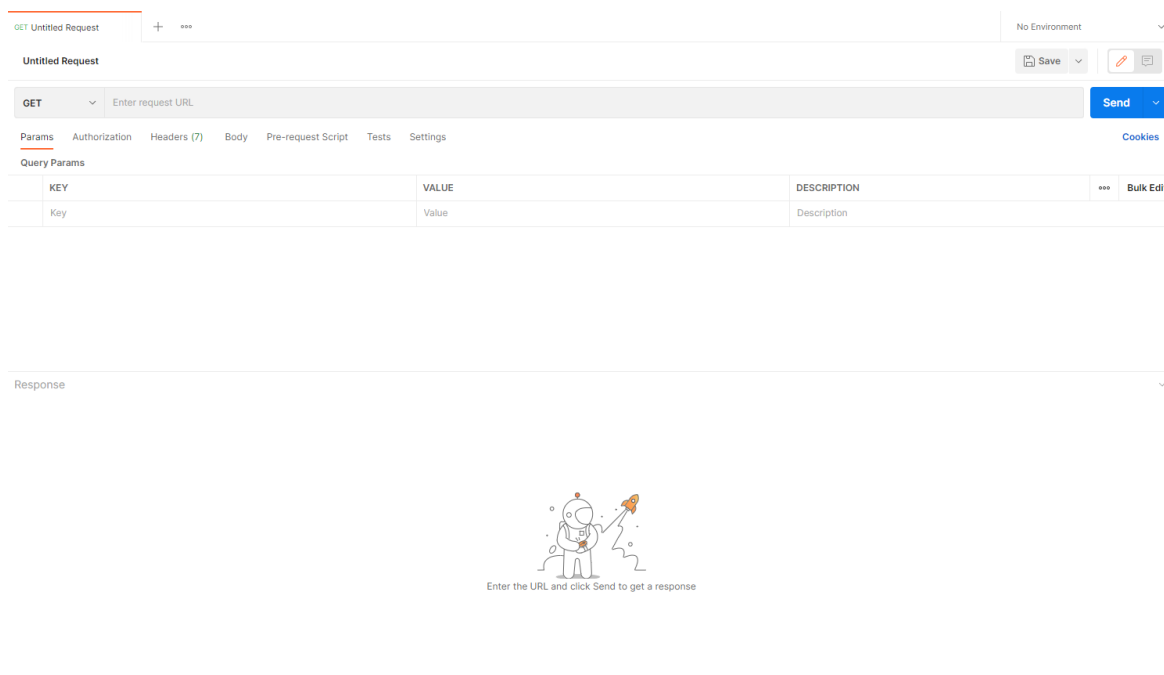 GET Untitled Request No Environment
Untitled Request Save
GET Enter request URL Send
Params Authorization Headers (7) Body Pre-request Script Tests Settings Cookies
Query Params
KEY VALUE DESCRIPTION Bulk Edi
Key Value Description
Response
Enter the URL and click Send to get a response